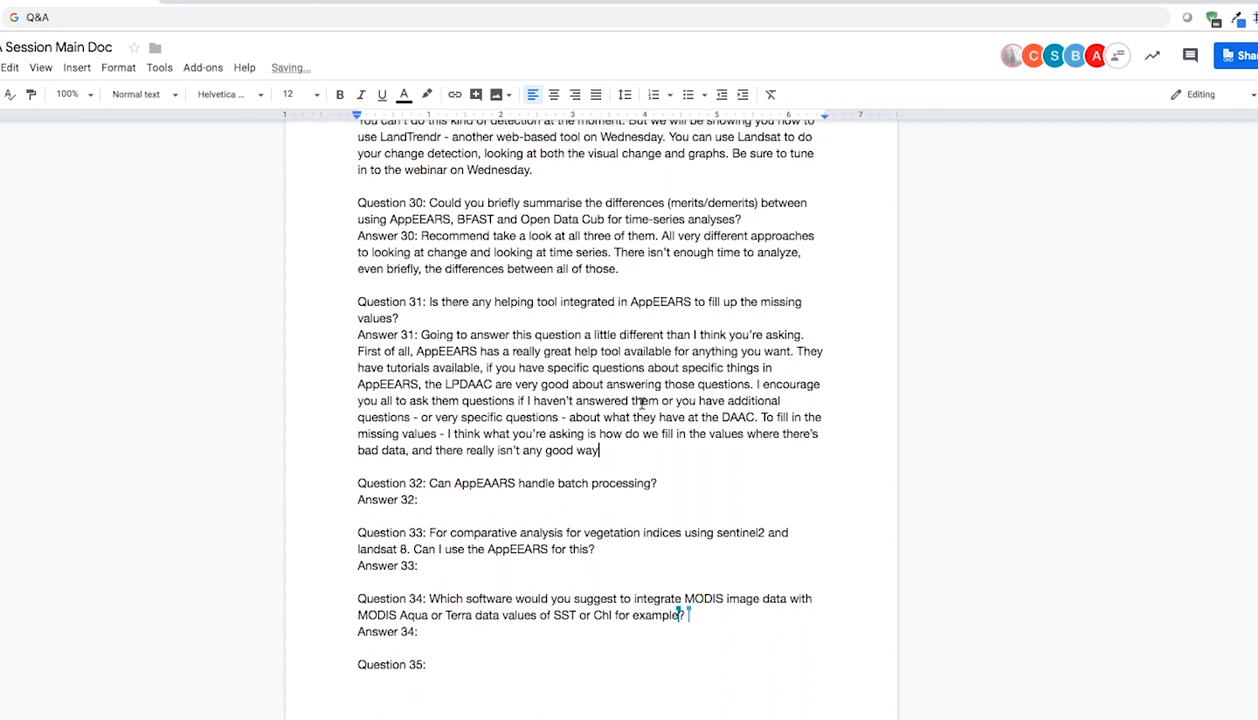 Q&A
A Session Main Doc
C S B A
Share
Edit View Insert Format Tools Add-ons Help Saving...
100% Normal text Helvetica ... 12 Editing
1 1 2 3 4 5 6 7
You can't do this kind of detection at the moment. But we will be showing you how to
use LandTrendr - another web-based tool on Wednesday. You can use Landsat to do
your change detection, looking at both the visual change and graphs. Be sure to tune
in to the webinar on Wednesday.
Question 30: Could you briefly summarise the differences (merits/demerits) between
using AppEEARS, BFAST and Open Data Cub for time-series analyses?
Answer 30: Recommend take a look at all three of them. All very different approaches
to looking at change and looking at time series. There isn't enough time to analyze,
even briefly, the differences between all of those.
Question 31: Is there any helping tool integrated in AppEEARS to fill up the missing
values?
Answer 31: Going to answer this question a little different than I think you're asking.
First of all, AppEEARS has a really great help tool available for anything you want. They
have tutorials available, if you have specific questions about specific things in
AppEEARS, the LPDAAC are very good about answering those questions. I encourage
you all to ask them questions if I haven't answered them or you have additional
questions - or very specific questions - about what they have at the DAAC. To fill in the
missing values - I think what you're asking is how do we fill in the values where there's
bad data, and there really isn't any good way
Question 32: Can AppEAARS handle batch processing?
Answer 32:
Question 33: For comparative analysis for vegetation indices using sentinel2 and
landsat 8. Can I use the AppEEARS for this?
Answer 33:
Question 34: Which software would you suggest to integrate MODIS image data with
MODIS Aqua or Terra data values of SST or Chl for example?
Answer 34:
Question 35: